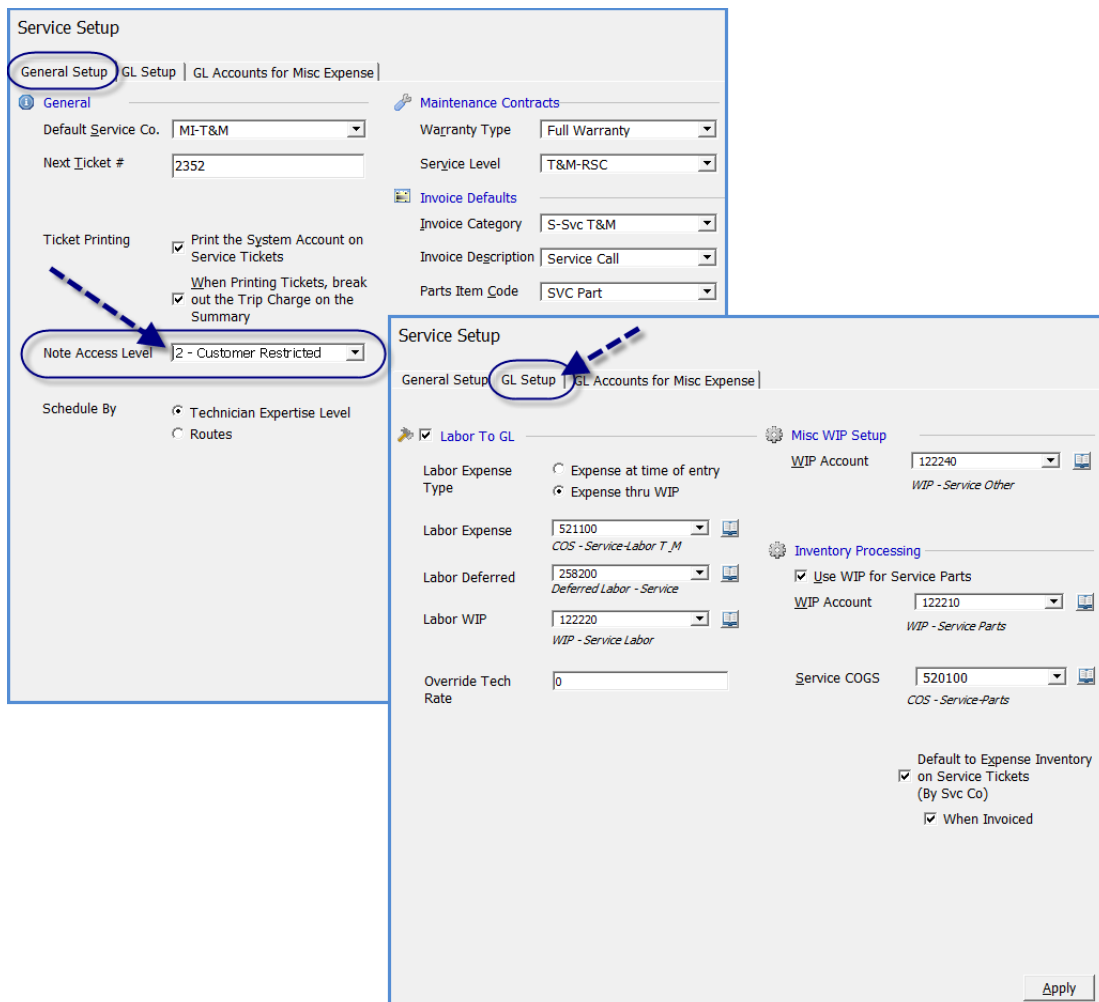 Service Setup
General Setup GL Setup GL Accounts for Misc Expense
General
Default Service Co. MI-T&M
Next Ticket # 2352
Ticket Printing
Print the System Account on
Service Tickets
When Printing Tickets, break
out the Trip Charge on the
Summary
Note Access Level 2 - Customer Restricted
Schedule By
Technician Expertise Level
Routes
Maintenance Contracts
Warranty Type Full Warranty
Service Level T&M-RSC
Invoice Defaults
Invoice Category S-Svc T&M
Invoice Description Service Call
Parts Item Code SVC Part
Service Setup
General Setup GL Setup GL Accounts for Misc Expense
Labor To GL
Labor Expense
Type
Expense at time of entry
Expense thru WIP
Labor Expense 521100
COS - Service-Labor T_M
Labor Deferred 258200
Deferred Labor - Service
Labor WIP 122220
WIP - Service Labor
Override Tech
Rate
0
Misc WIP Setup
WIP Account 122240
WIP - Service Other
Inventory Processing
Use WIP for Service Parts
WIP Account 122210
WIP - Service Parts
Service COGS 520100
COS - Service-Parts
Default to Expense Inventory
on Service Tickets
(By Svc Co)
When Invoiced
Apply